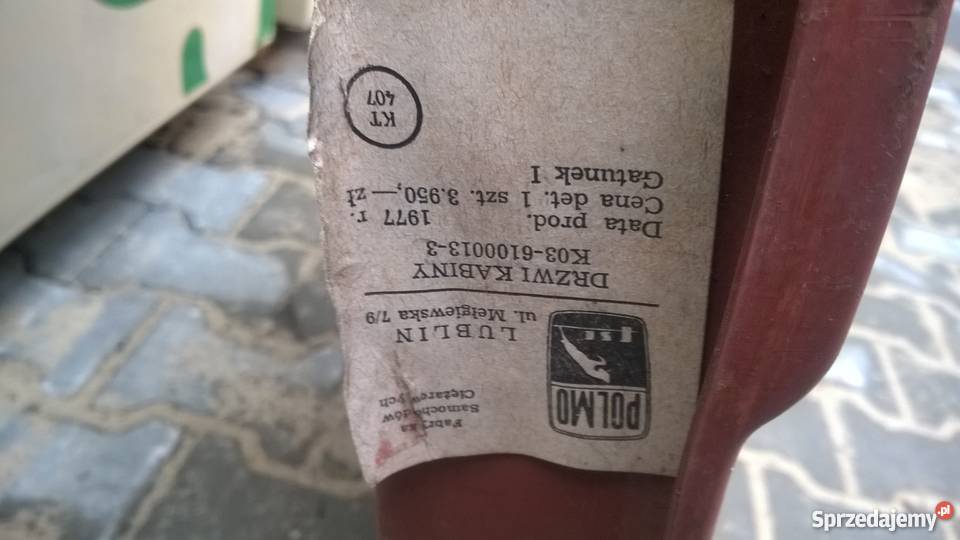 POLMO
Fabryka
Samochodów
Ciężarowych
LUBLIN
ul. Mełgiewska 7/9
DRZWI KABINY
K03-6100013-3
Data prod. 1977 r.
Cena det. 1 szt. 3.950,— zł
Gatunek I
KT
407
Sprzedajemy.pl